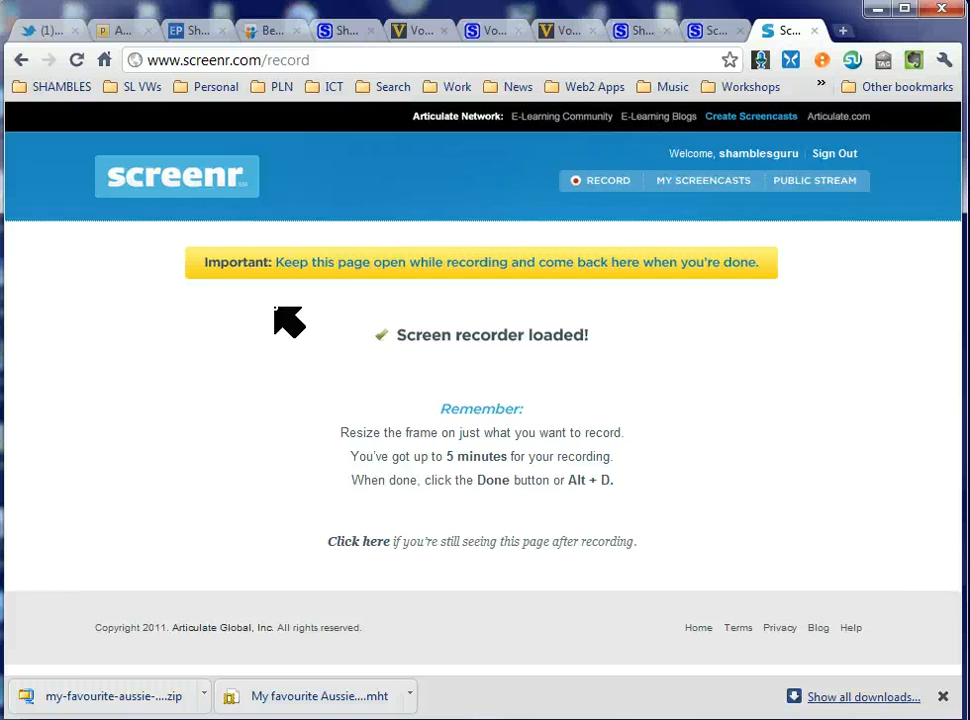 (1)... A... Sh... Be... Sh... Vo... Vo... Vo... Sh... Sc... Sc...
www.screenr.com/record
SHAMBLES SL VWs Personal PLN ICT Search Work News Web2 Apps Music Workshops » Other bookmarks
Articulate Network: E-Learning Community E-Learning Blogs Create Screencasts Articulate.com
Welcome, shamblesguru Sign Out
screenr
RECORD MY SCREENCASTS PUBLIC STREAM
Important: Keep this page open while recording and come back here when you're done.
Screen recorder loaded!
Remember:
Resize the frame on just what you want to record.
You've got up to 5 minutes for your recording.
When done, click the Done button or Alt + D.
Click here if you're still seeing this page after recording.
Copyright 2011. Articulate Global, Inc. All rights reserved. Home Terms Privacy Blog Help
my-favourite-aussie-....zip My favourite Aussie....mht Show all downloads...